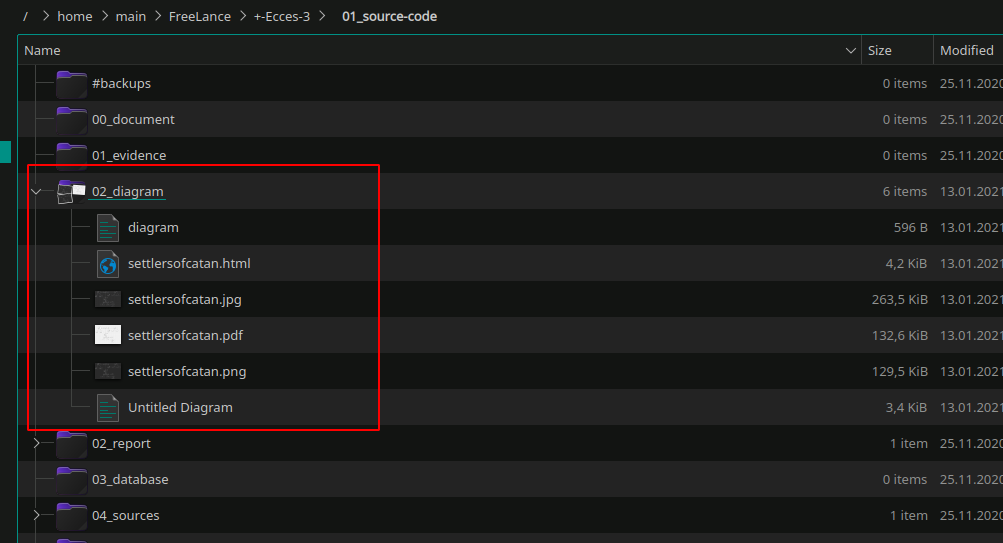 / > home > main > FreeLance > +-Ecces-3 > 01_source-code
Name Size Modified
#backups 0 items 25.11.2020
00_document 0 items 25.11.2020
01_evidence 0 items 25.11.2020
02_diagram 6 items 13.01.2021
diagram 596 B 13.01.2021
settlersofcatan.html 4,2 KiB 13.01.2021
settlersofcatan.jpg 263,5 KiB 13.01.2021
settlersofcatan.pdf 132,6 KiB 13.01.2021
settlersofcatan.png 129,5 KiB 13.01.2021
Untitled Diagram 3,4 KiB 13.01.2021
02_report 1 item 25.11.2020
03_database 0 items 25.11.2020
04_sources 1 item 25.11.2020